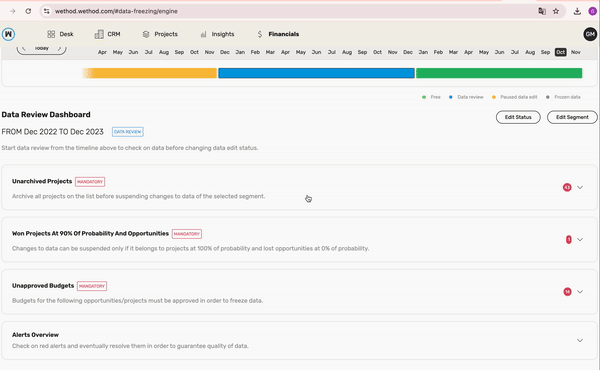 wethod.wethod.com/#data-freezing/engine
W Desk CRM Projects Insights Financials GM
Today
Apr May Jun Jul Aug Sep Oct Nov Dec Jan Feb Mar Apr May Jun Jul Aug Sep Oct Nov Dec Jan Feb Mar Apr May Jun Jul Aug Sep Oct Nov
Free Data review Paused data edit Frozen data
Data Review Dashboard
Edit Status Edit Segment
FROM Dec 2022 TO Dec 2023 DATA REVIEW
Start data review from the timeline above to check on data before changing data edit status.
Unarchived Projects MANDATORY
Archive all projects on the list before suspending changes to data of the selected segment.
Won Projects At 90% Of Probability And Opportunities MANDATORY
1
Changes to data can be suspended only if it belongs to projects at 100% of probability and lost opportunities at 0% of probability.
Unapproved Budgets MANDATORY
Budgets for the following opportunities/projects must be approved in order to freeze data.
Alerts Overview
Check on red alerts and eventually resolve them in order to guarantee quality of data.